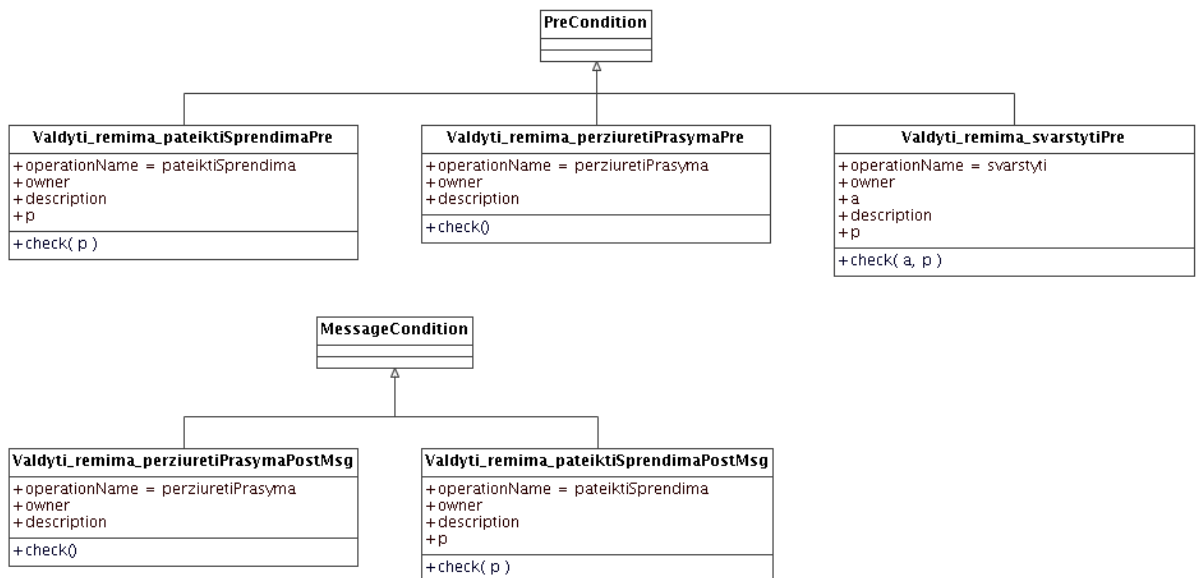 PreCondition
Valdyti_remima_pateiktiSprendimaPre
+operationName = pateiktiSprendima
+owner
+description
+p
+check( p )
Valdyti_remima_perziuretiPrasymaPre
+operationName = perziuretiPrasyma
+owner
+description
+check()
Valdyti_remima_svarstytiPre
+operationName = svarstyti
+owner
+a
+description
+p
+check( a, p )
MessageCondition
Valdyti_remima_perziuretiPrasymaPostMsg
+operationName = perziuretiPrasyma
+owner
+description
+check()
Valdyti_remima_pateiktiSprendimaPostMsg
+operationName = pateiktiSprendima
+owner
+description
+p
+check( p )